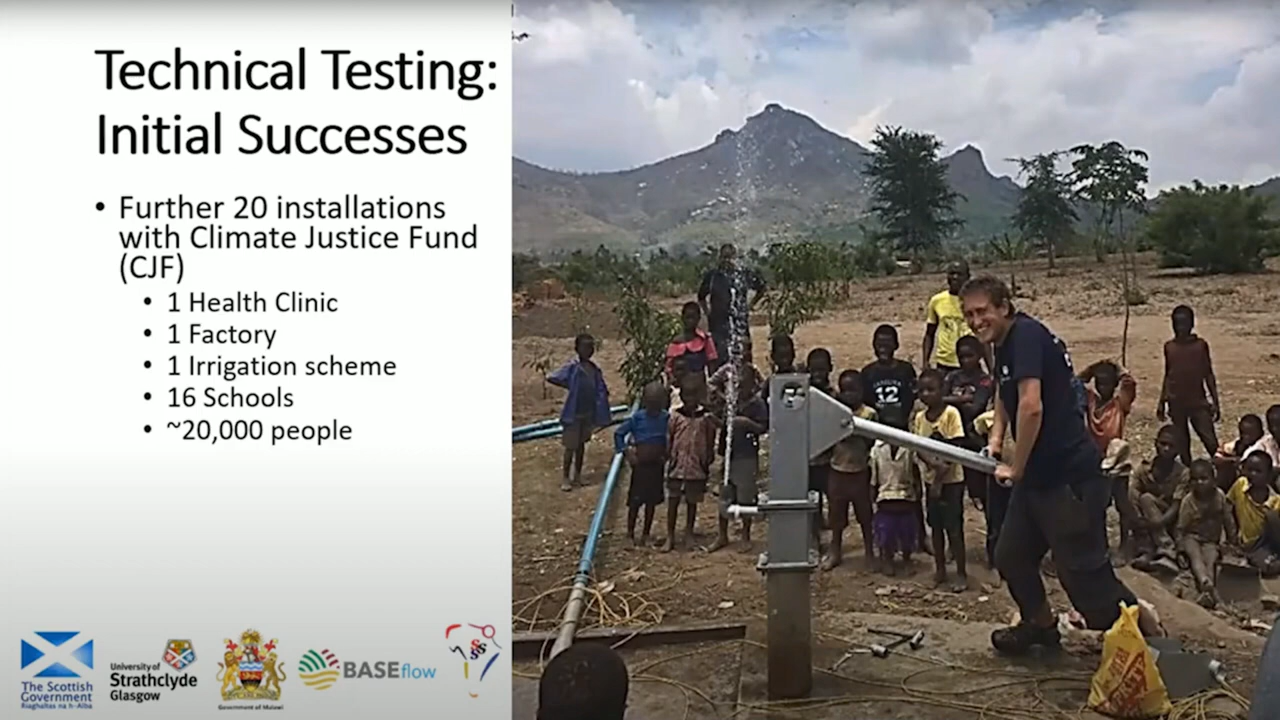 Technical Testing:
Initial Successes
• Further 20 installations
with Climate Justice Fund
(CJF)
• 1 Health Clinic
• 1 Factory
• 1 Irrigation scheme
• 16 Schools
• ~20,000 people
The Scottish
Government
Riaghaltas na h-Alba
University of
Strathclyde
Glasgow
Government of Malawi
BASEflow
12